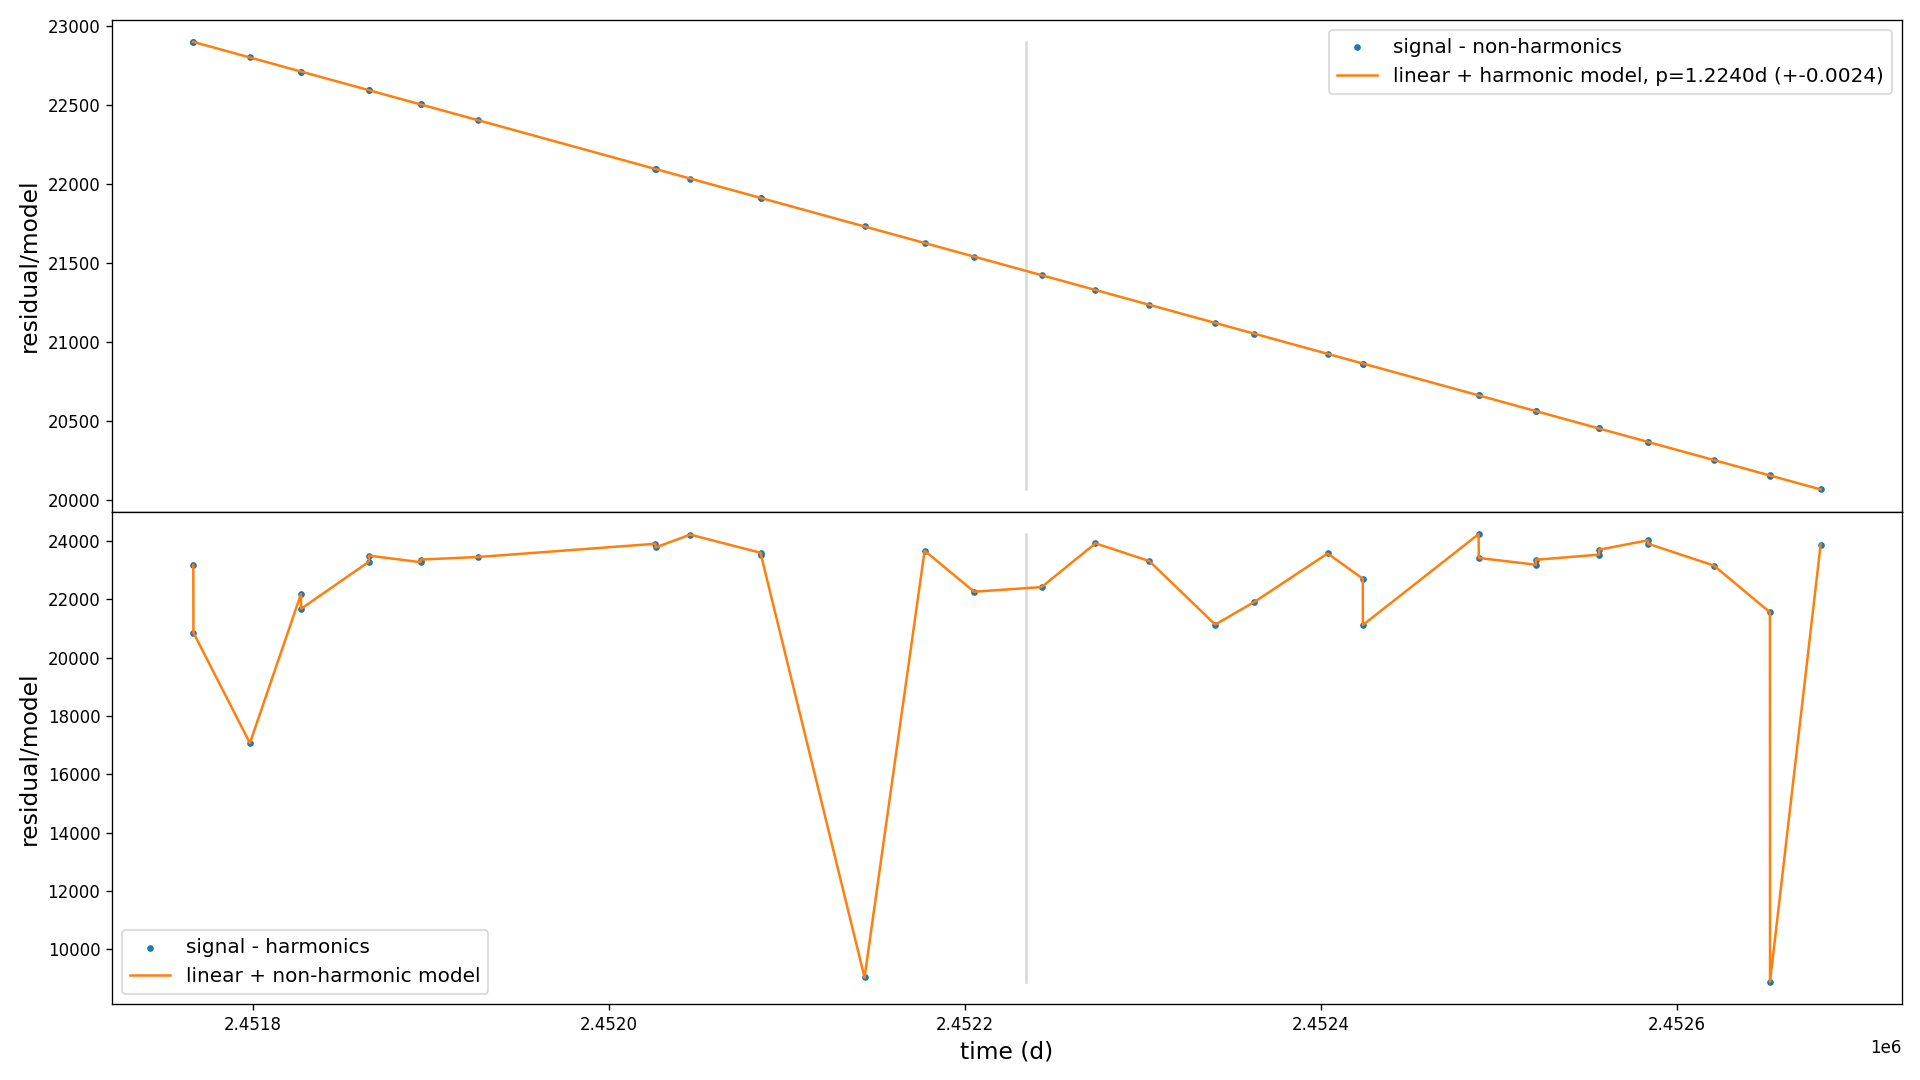 23000
22500
22000
21500
21000
20500
20000
residual/model
signal - non-harmonics
linear + harmonic model, p=1.2240d (+-0.0024)
24000
22000
20000
18000
16000
14000
12000
10000
residual/model
signal - harmonics
linear + non-harmonic model
2.4518 2.4520 2.4522 2.4524 2.4526
time (d)
1e6